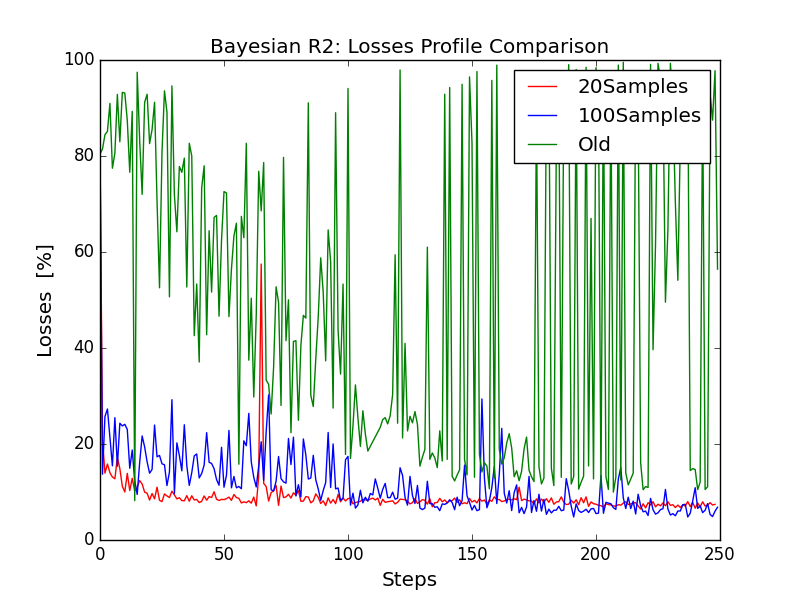 Bayesian R2: Losses Profile Comparison
100
80
60
40
20
0
Losses [%]
20Samples
100Samples
Old
0 50 100 150 200 250
Steps